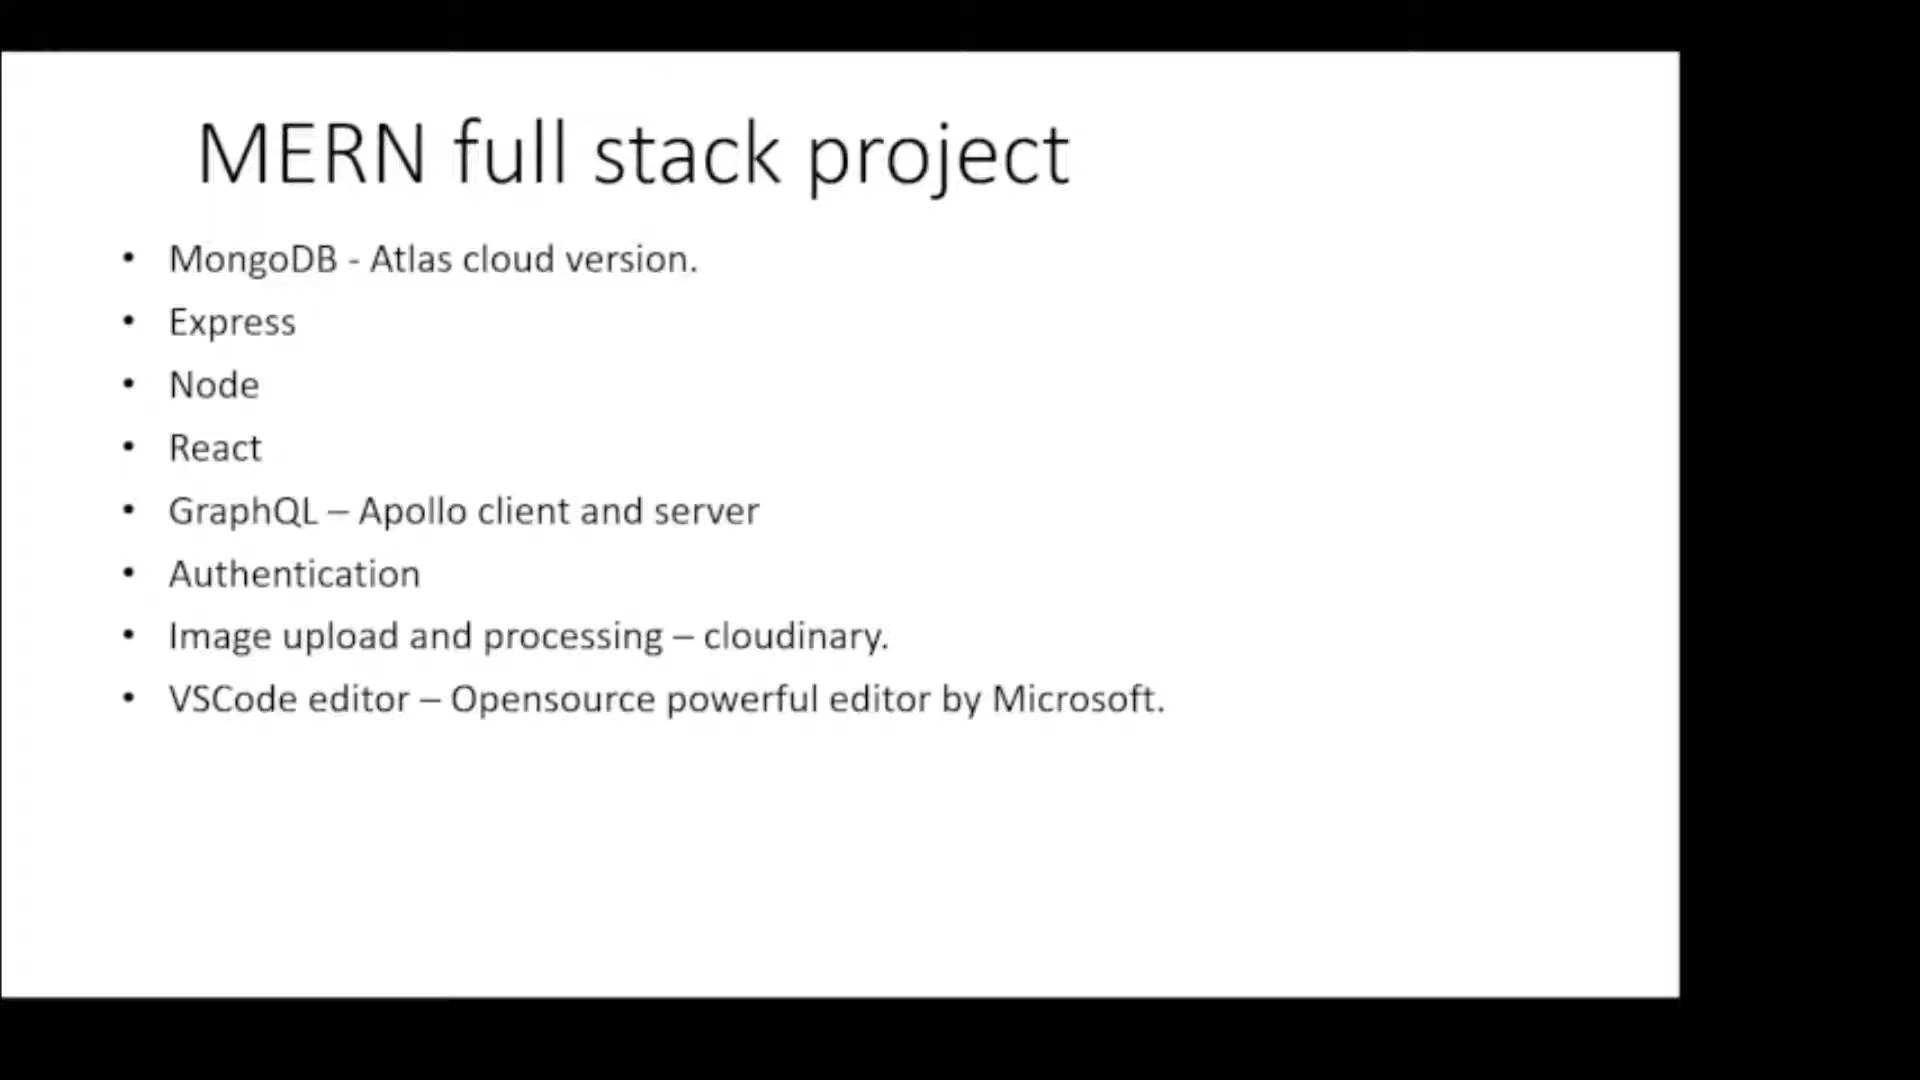 MERN full stack project
• MongoDB - Atlas cloud version.
• Express
• Node
• React
• GraphQL – Apollo client and server
• Authentication
• Image upload and processing – cloudinary.
• VSCode editor – Opensource powerful editor by Microsoft.